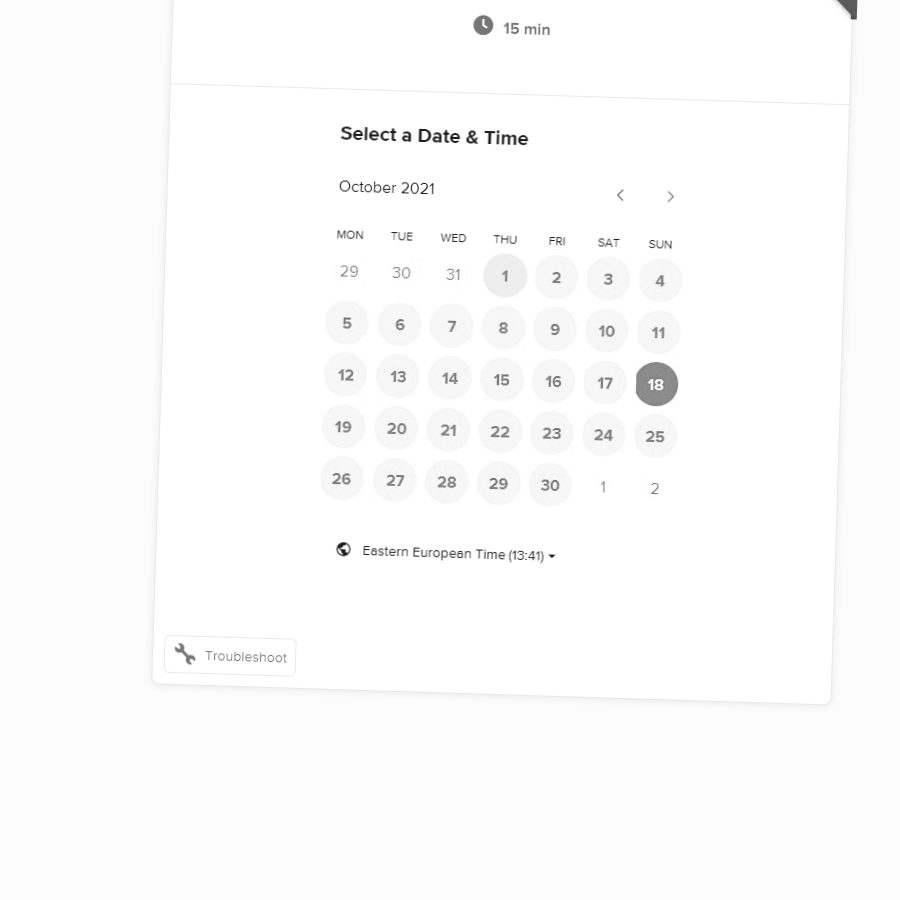 15 min
Select a Date & Time
October 2021
MON TUE WED THU FRI SAT SUN
29 30 31 1 2 3 4
5 6 7 8 9 10 11
12 13 14 15 16 17 18
19 20 21 22 23 24 25
26 27 28 29 30 1 2
Eastern European Time (13:41)
Troubleshoot